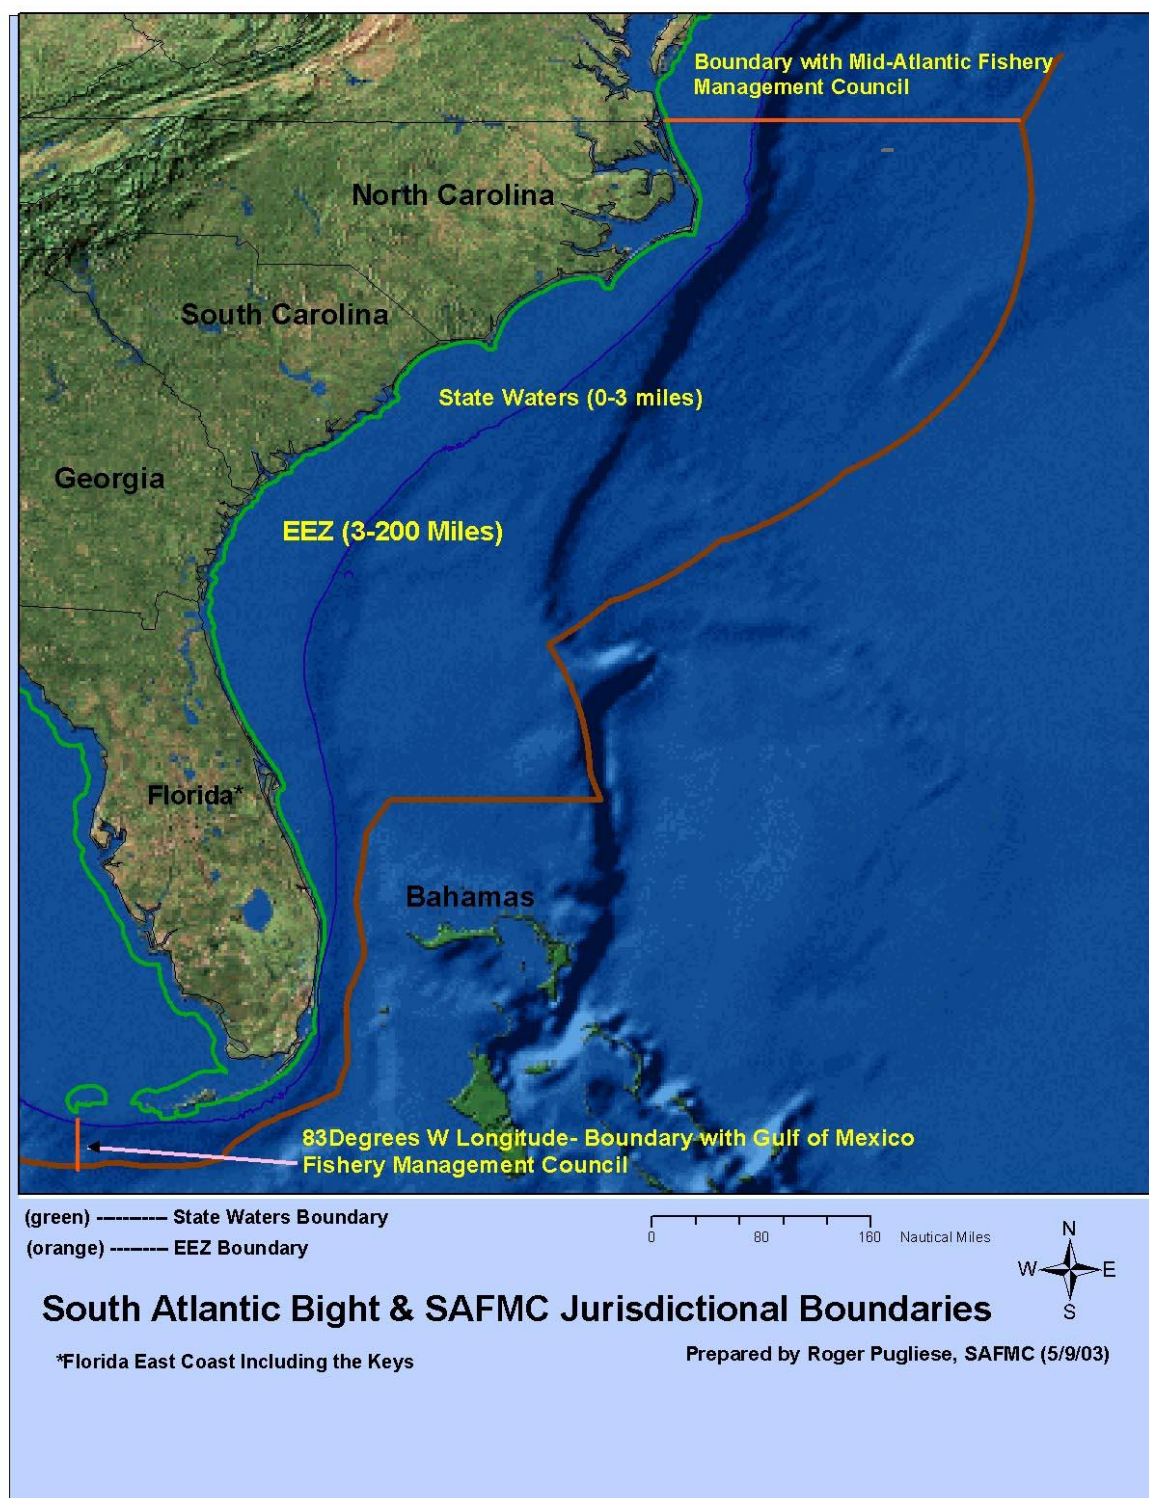 Boundary with Mid-Atlantic Fishery
Management Council
North Carolina
South Carolina
State Waters (0-3 miles)
Georgia
EEZ (3-200 Miles)
Florida*
Bahamas
83Degrees W Longitude- Boundary with Gulf of Mexico
Fishery Management Council
(green) ----------- State Waters Boundary
(orange) --------- EEZ Boundary
0 80 160 Nautical Miles
N
W E
S
South Atlantic Bight & SAFMC Jurisdictional Boundaries
*Florida East Coast Including the Keys
Prepared by Roger Pugliese, SAFMC (5/9/03)